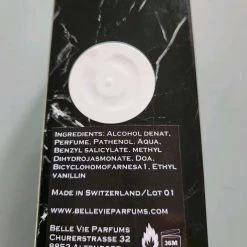 Ingredients: Alcohol denat,
Perfume, Pathenol, Aqua,
Benzyl salicylate, methyl
Dihydrojasmonate, Doa,
Bicyclohomofarnesa1, Ethyl
vanillin
Made in Switzerland/Lot 01
www.bellevieparfums.com
Belle Vie Parfums
Churerstrasse 32
36M